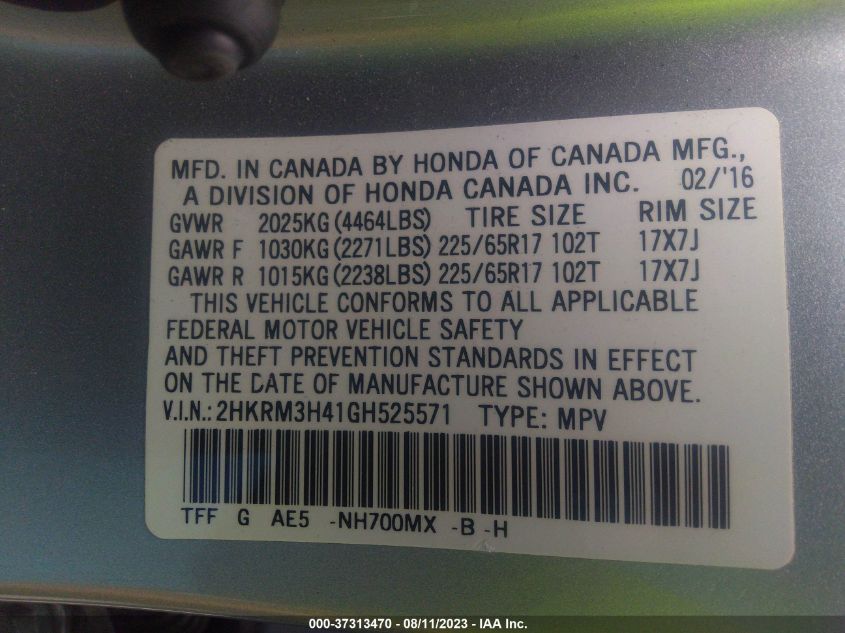 MFD. IN CANADA BY HONDA OF CANADA MFG.,
A DIVISION OF HONDA CANADA INC. 02/'16
GVWR 2025KG (4464LBS) TIRE SIZE RIM SIZE
GAWR F 1030KG (2271LBS) 225/65R17 102T 17X7J
GAWR R 1015KG (2238LBS) 225/65R17 102T 17X7J
THIS VEHICLE CONFORMS TO ALL APPLICABLE
FEDERAL MOTOR VEHICLE SAFETY
AND THEFT PREVENTION STANDARDS IN EFFECT
ON THE DATE OF MANUFACTURE SHOWN ABOVE.
V.I.N.: 2HKRM3H41GH525571 TYPE: MPV
TFF G AE5 -NH700MX -B -H
000-37313470 - 08/11/2023 - IAA Inc.